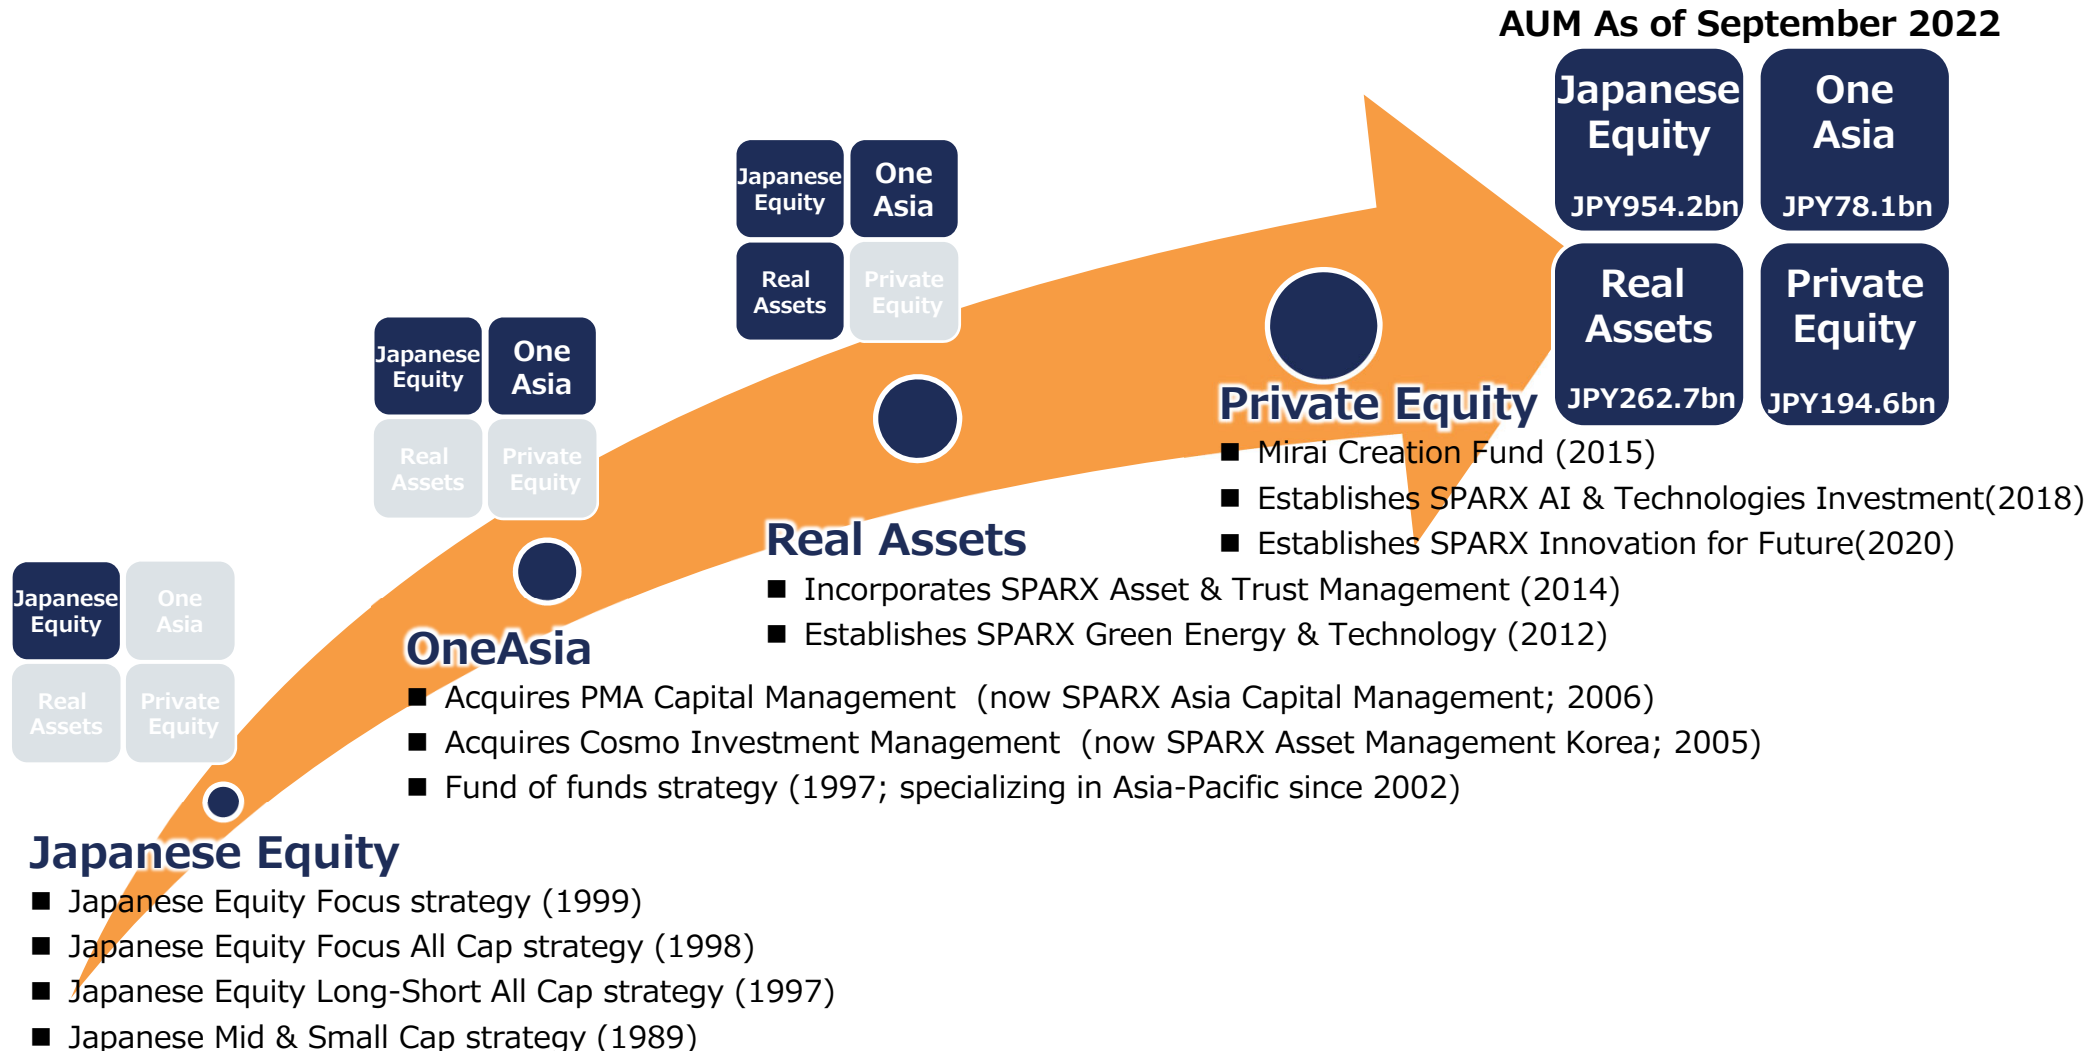 AUM As of September 2022
Japanese
Equity
JPY954.2bn
One
Asia
JPY78.1bn
Real
Assets
JPY262.7bn
Private
Equity
JPY194.6bn
Japanese
Equity
One
Asia
Real
Assets
Private
Equity
Japanese
Equity
One
Asia
Real
Assets
Private
Equity
Japanese
Equity
One
Asia
Real
Assets
Private
Equity
Private Equity
■ Mirai Creation Fund (2015)
■ Establishes SPARX AI & Technologies Investment(2018)
■ Establishes SPARX Innovation for Future(2020)
Real Assets
■ Incorporates SPARX Asset & Trust Management (2014)
■ Establishes SPARX Green Energy & Technology (2012)
OneAsia
■ Acquires PMA Capital Management (now SPARX Asia Capital Management; 2006)
■ Acquires Cosmo Investment Management (now SPARX Asset Management Korea; 2005)
■ Fund of funds strategy (1997; specializing in Asia-Pacific since 2002)
Japanese Equity
■ Japanese Equity Focus strategy (1999)
■ Japanese Equity Focus All Cap strategy (1998)
■ Japanese Equity Long-Short All Cap strategy (1997)
■ Japanese Mid & Small Cap strategy (1989)